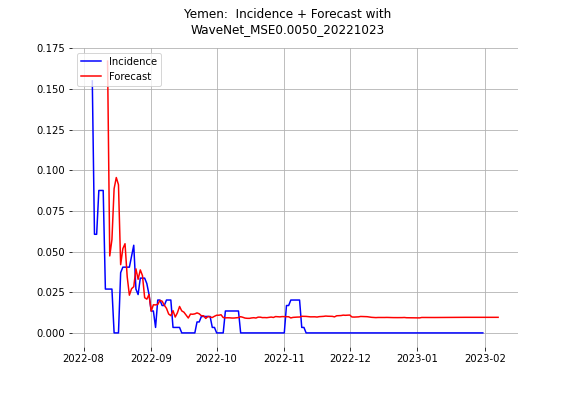 Yemen:  Incidence + Forecast with
WaveNet_MSE0.0050_20221023
Incidence
Forecast
0.175
0.150
0.125
0.100
0.075
0.050
0.025
0.000
2022-08 2022-09 2022-10 2022-11 2022-12 2023-01 2023-02